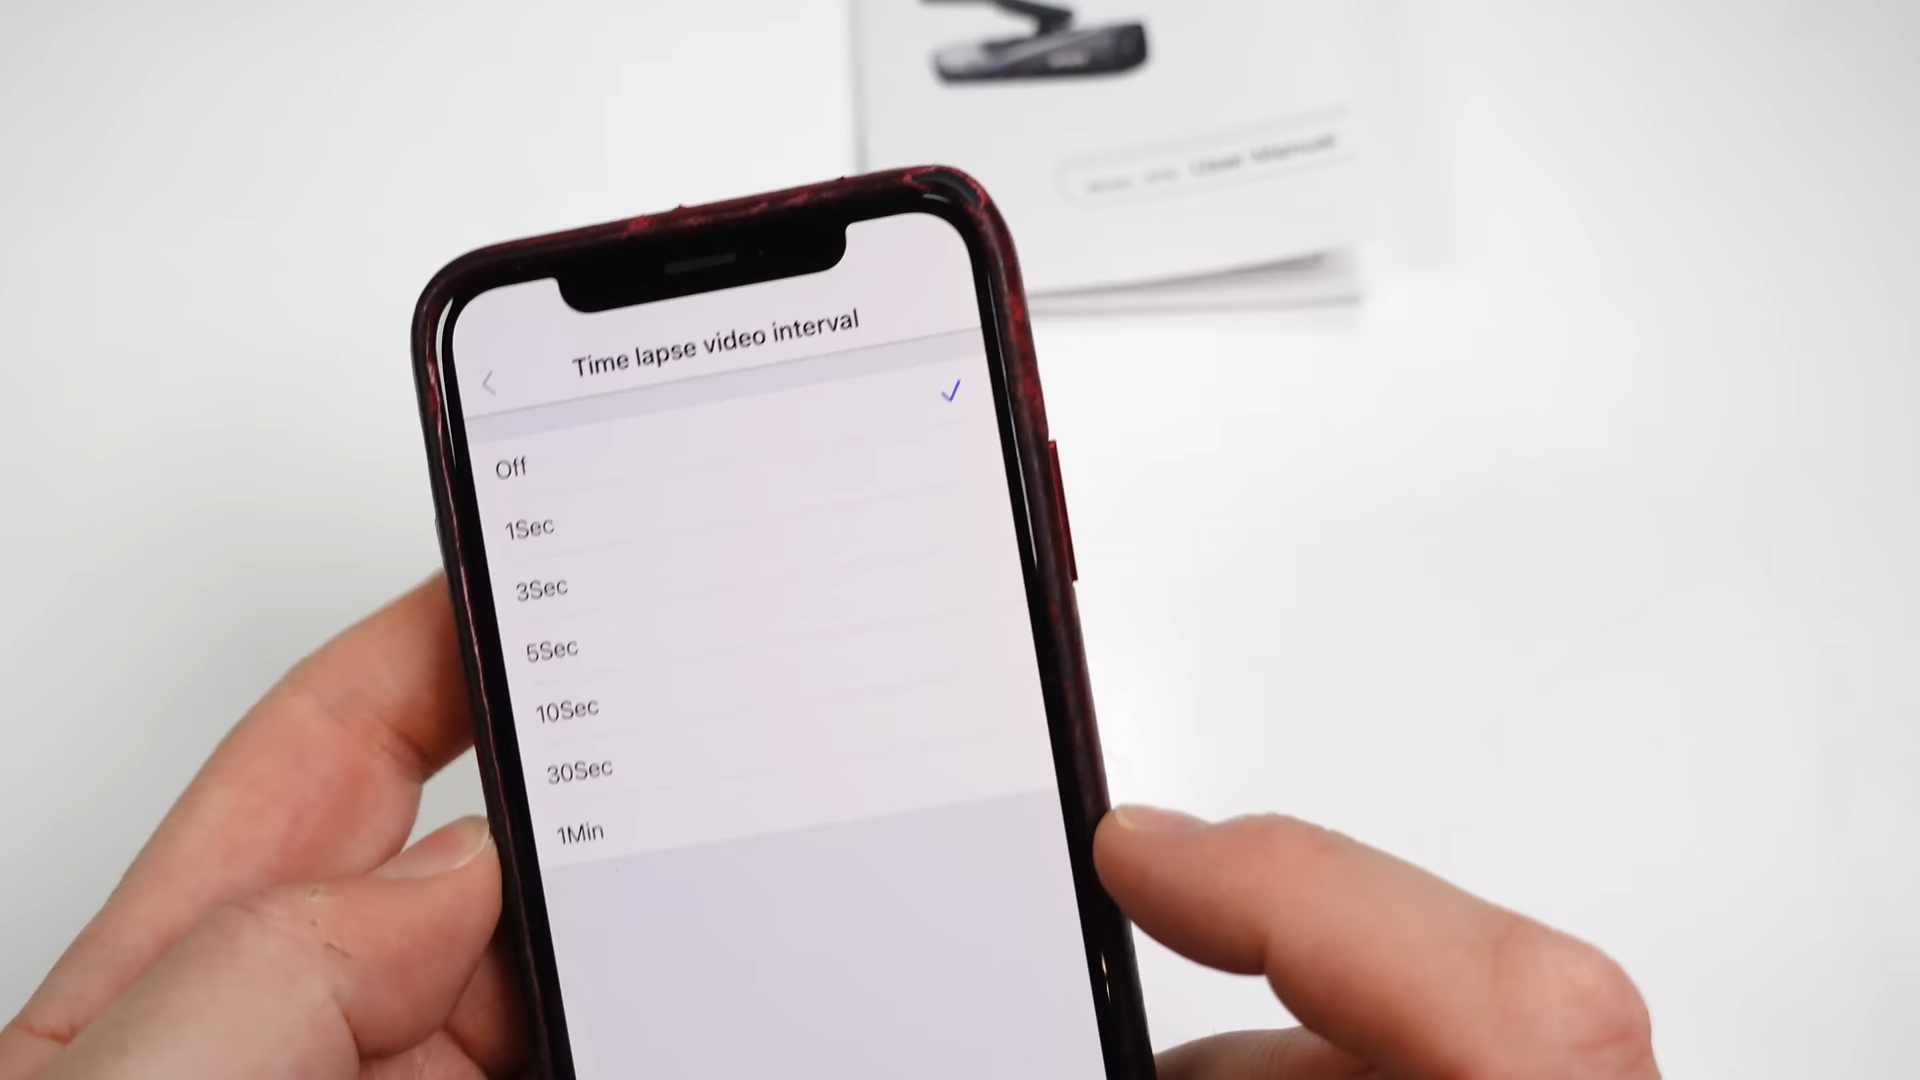 User Manual
Time lapse video interval
Off
1Sec
3Sec
5Sec
10Sec
30Sec
1Min